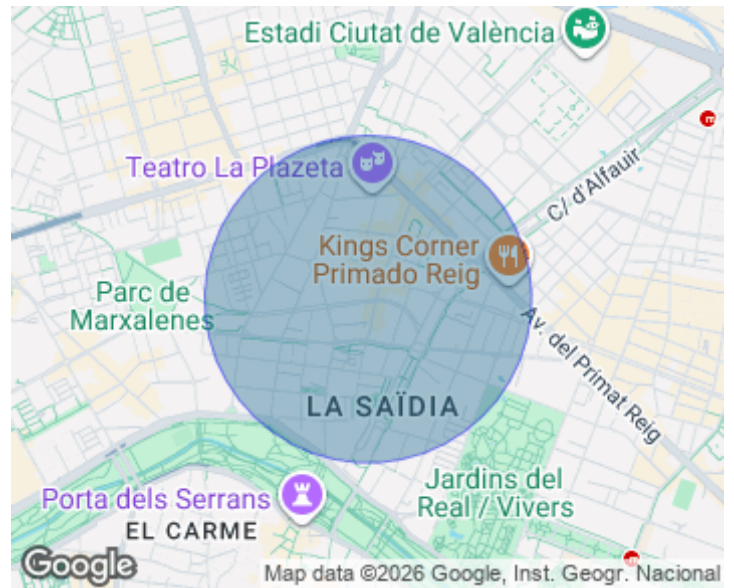 Estadi Ciutat de València
Teatro La Plazeta
C/ d'Alfauir
Kings Corner
Primado Reig
Parc de
Marxalenes
Av. del Primat Reig
LA SAÏDIA
Jardins del
Real / Vivers
Porta dels Serrans
EL CARME
Google
Map data ©2026 Google, Inst. Geogr. Nacional